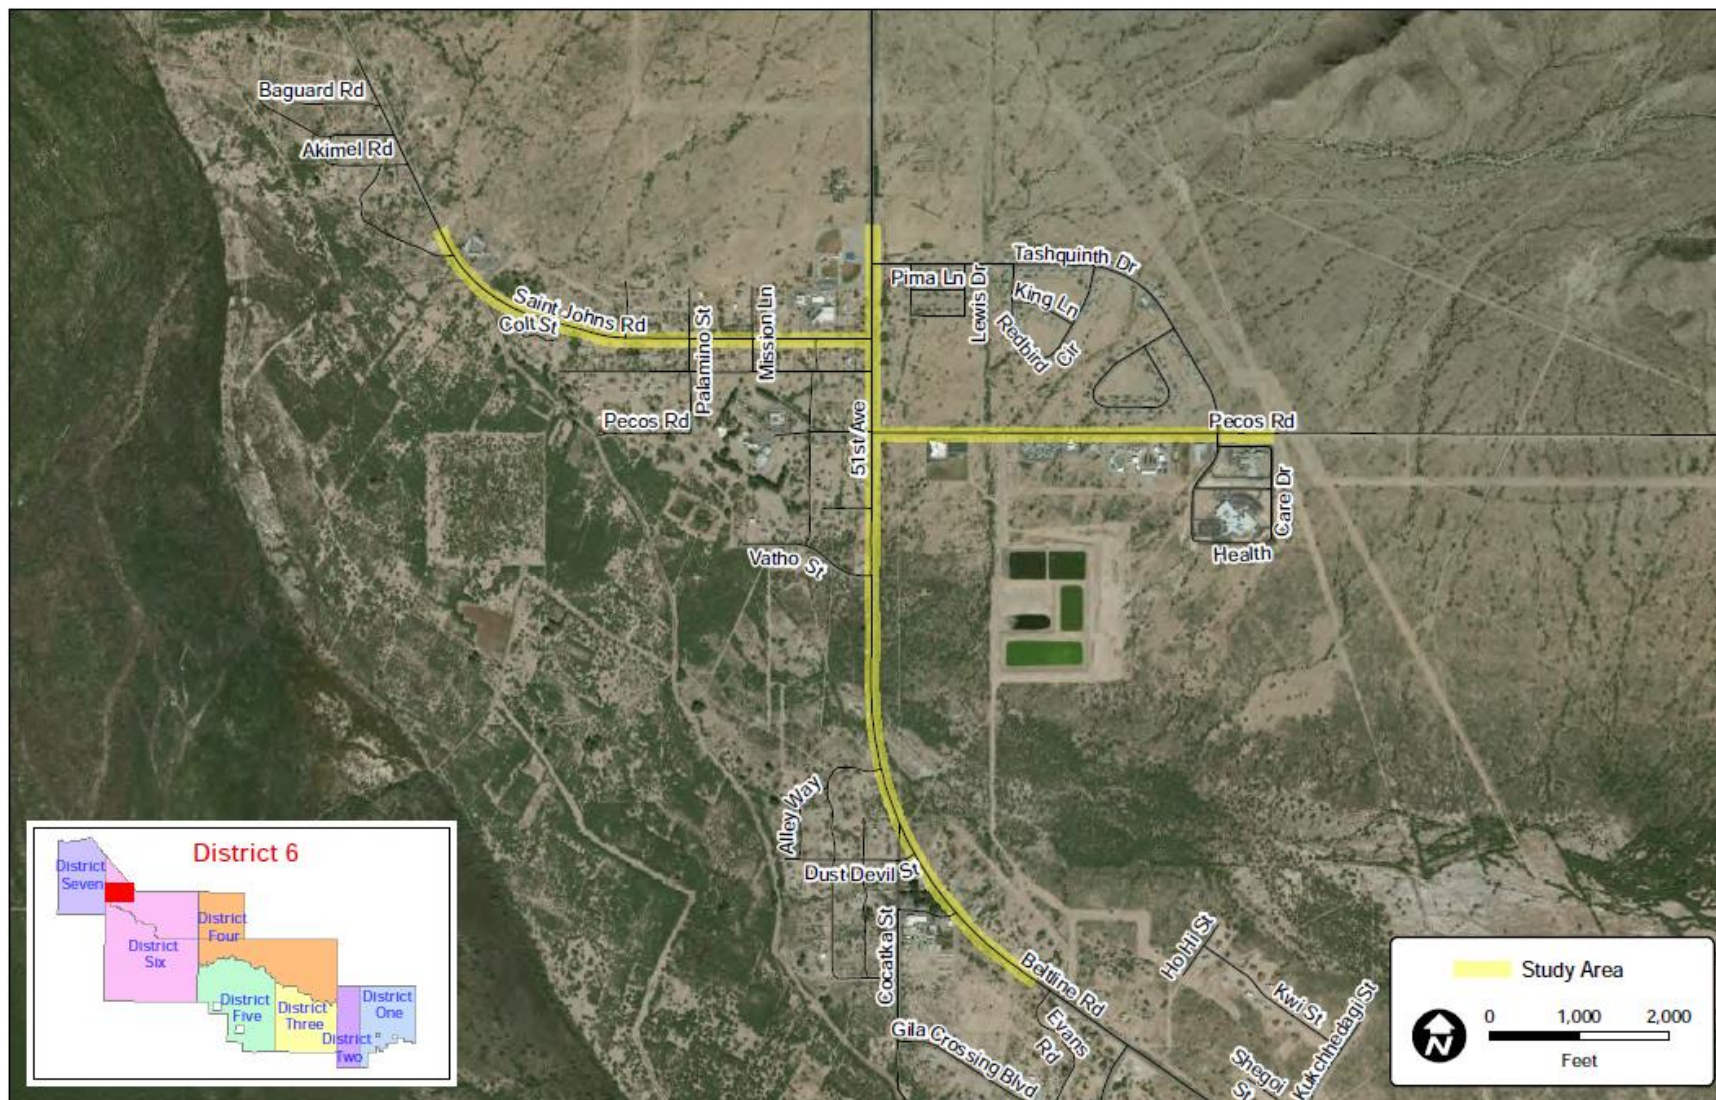 Baguard Rd
Akimel Rd
Saint Johns Rd
Colt St
Palamino St
Mission Ln
Pecos Rd
51st Ave
Pima Ln
Lewis Dr
Tashquinth Dr
King Ln
Redbird Cir
Pecos Rd
Care Dr
Health
Vatho St
Alley Way
Dust Devil St
Cocatka St
Beltline Rd
Evans
Rd
Gila Crossing Blvd
Ho Hi St
Kwi St
Shegoi
St
Kukchhedagi St
District 6
District
Seven
District
Four
District
Six
District
Five
District
Three
District
Two
District
One
Study Area
N
0 1,000 2,000
Feet